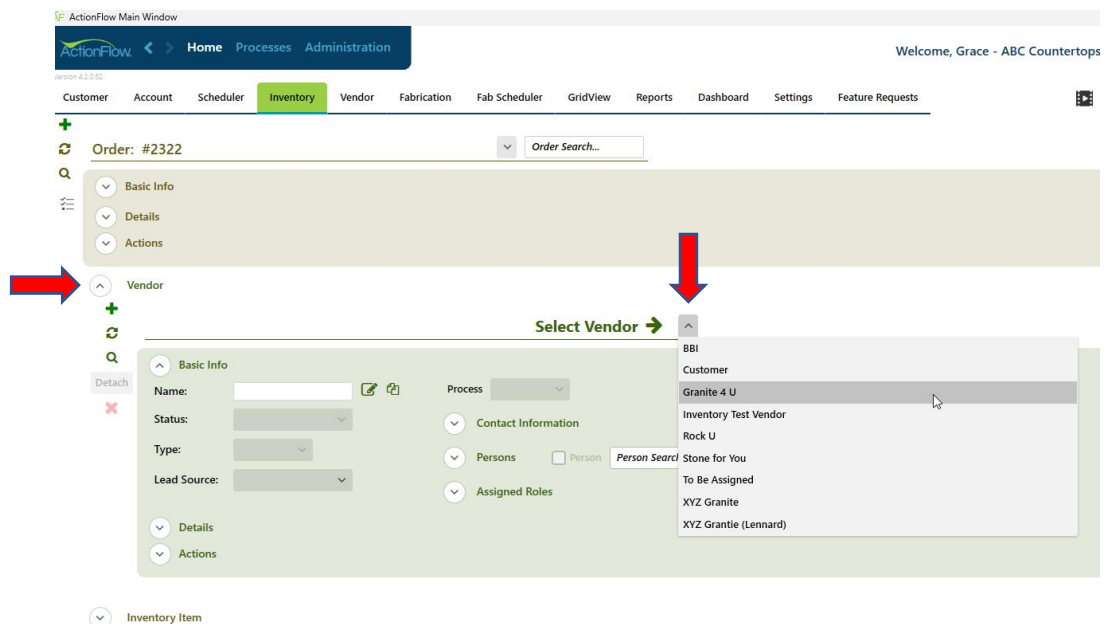 ActionFlow Main Window
ActionFlow Home Processes Administration
Welcome, Grace - ABC Countertops
Version 4.2.0.62
Customer Account Scheduler Inventory Vendor Fabrication Fab Scheduler GridView Reports Dashboard Settings Feature Requests
Order: #2322 Order Search...
Basic Info
Details
Actions
Vendor
Select Vendor
BBI
Customer
Granite 4 U
Inventory Test Vendor
Rock U
Stone for You
To Be Assigned
XYZ Granite
XYZ Grantie (Lennard)
Detach
Basic Info
Name:
Status:
Type:
Lead Source:
Process
Contact Information
Persons Person Person Search
Assigned Roles
Details
Actions
Inventory Item